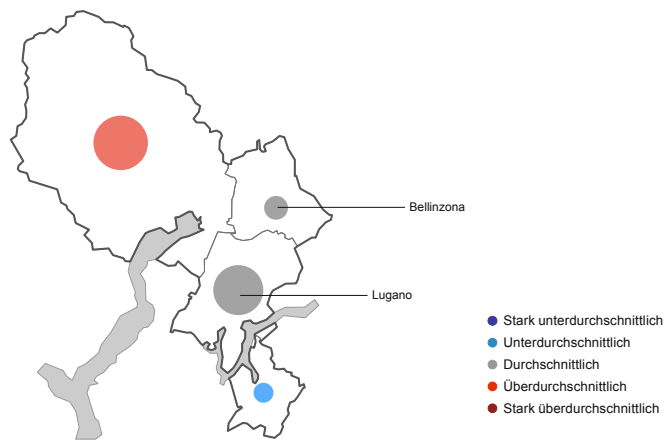 Bellinzona
Lugano
Stark unterdurchschnittlich
Unterdurchschnittlich
Durchschnittlich
Überdurchschnittlich
Stark überdurchschnittlich